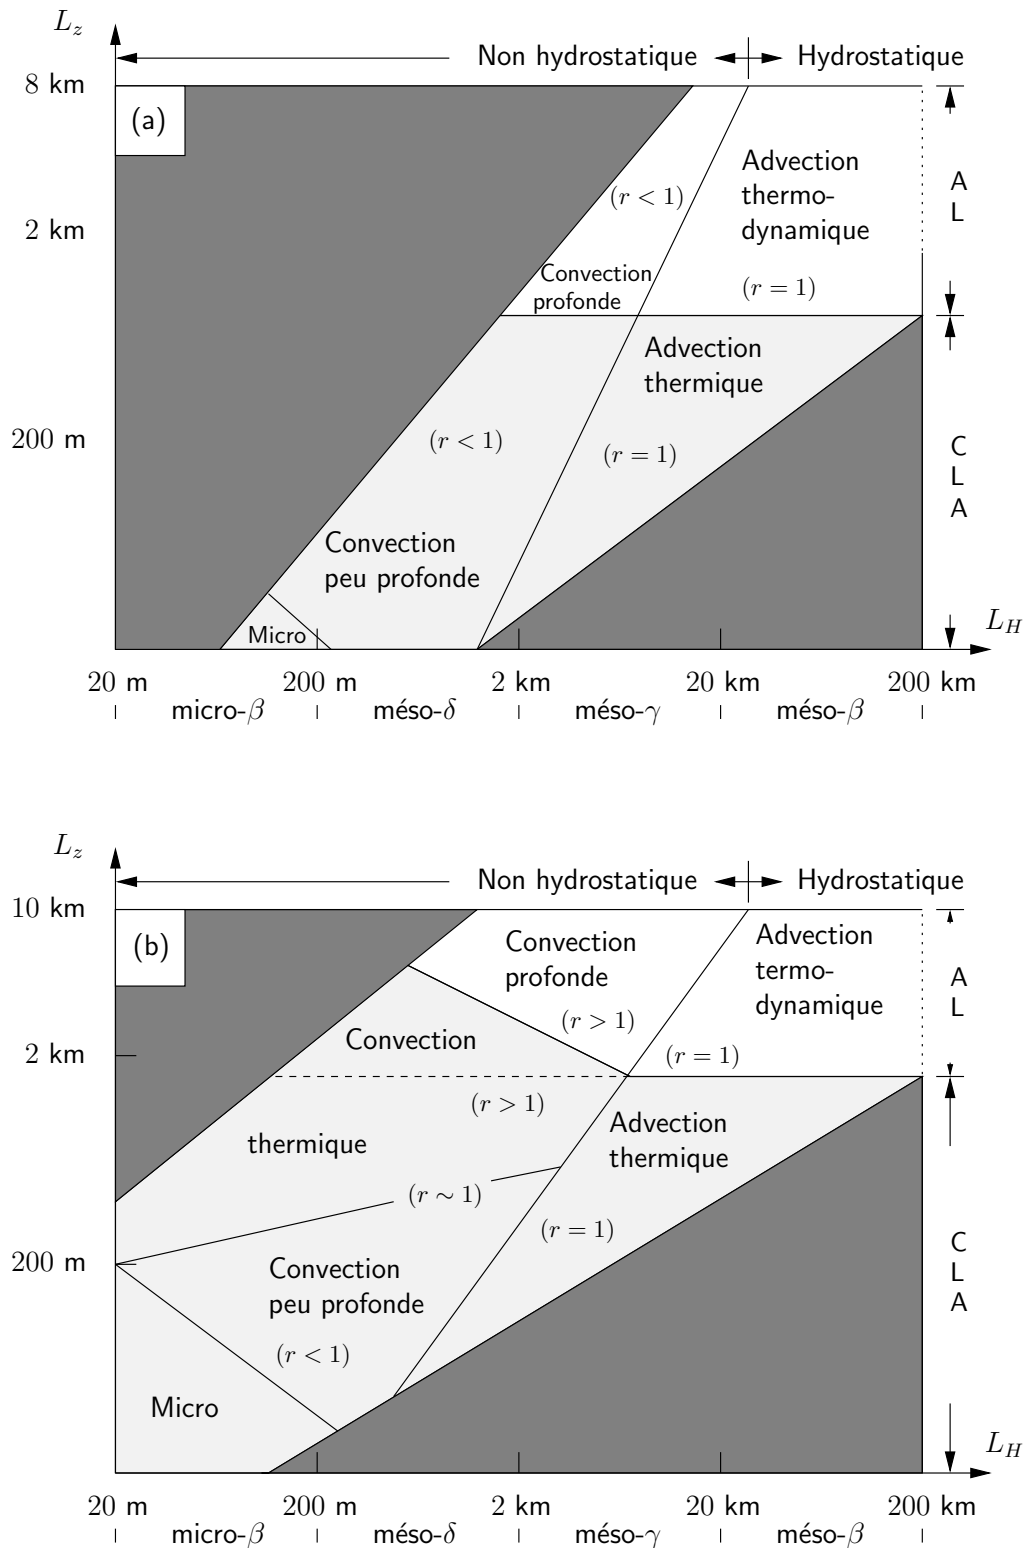 L_z
Non hydrostatique Hydrostatique
8 km
(a)
Advection
thermo-
dynamique
(r < 1)
A
L
2 km
Convection
profonde
(r = 1)
Advection
thermique
200 m
(r < 1)
(r = 1)
C
L
A
Convection
peu profonde
Micro
L_H
20 m 200 m 2 km 20 km 200 km
micro-β méso-δ méso-γ méso-β
L_z
Non hydrostatique Hydrostatique
10 km
(b)
Convection
profonde
Advection
termo-
dynamique
A
L
(r > 1)
Convection
2 km
(r = 1)
(r > 1)
Advection
thermique
thermique
(r ∼ 1)
(r = 1)
200 m
Convection
peu profonde
C
L
A
(r < 1)
Micro
L_H
20 m 200 m 2 km 20 km 200 km
micro-β méso-δ méso-γ méso-β